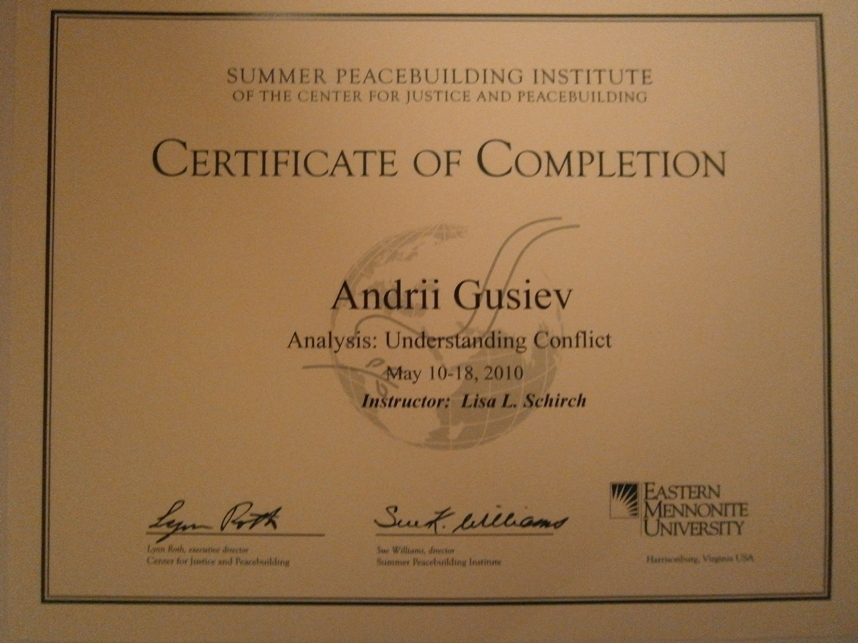 SUMMER PEACEBUILDING INSTITUTE
OF THE CENTER FOR JUSTICE AND PEACEBUILDING
CERTIFICATE OF COMPLETION
Andrii Gusiev
Analysis: Understanding Conflict
May 10-18, 2010
Instructor: Lisa L. Schirch
Lynn Roth
Lynn Roth, executive director
Center for Justice and Peacebuilding
Sue K. Williams
Sue Williams, director
Summer Peacebuilding Institute
EASTERN
MENNONITE
UNIVERSITY
Harrisonburg, Virginia USA